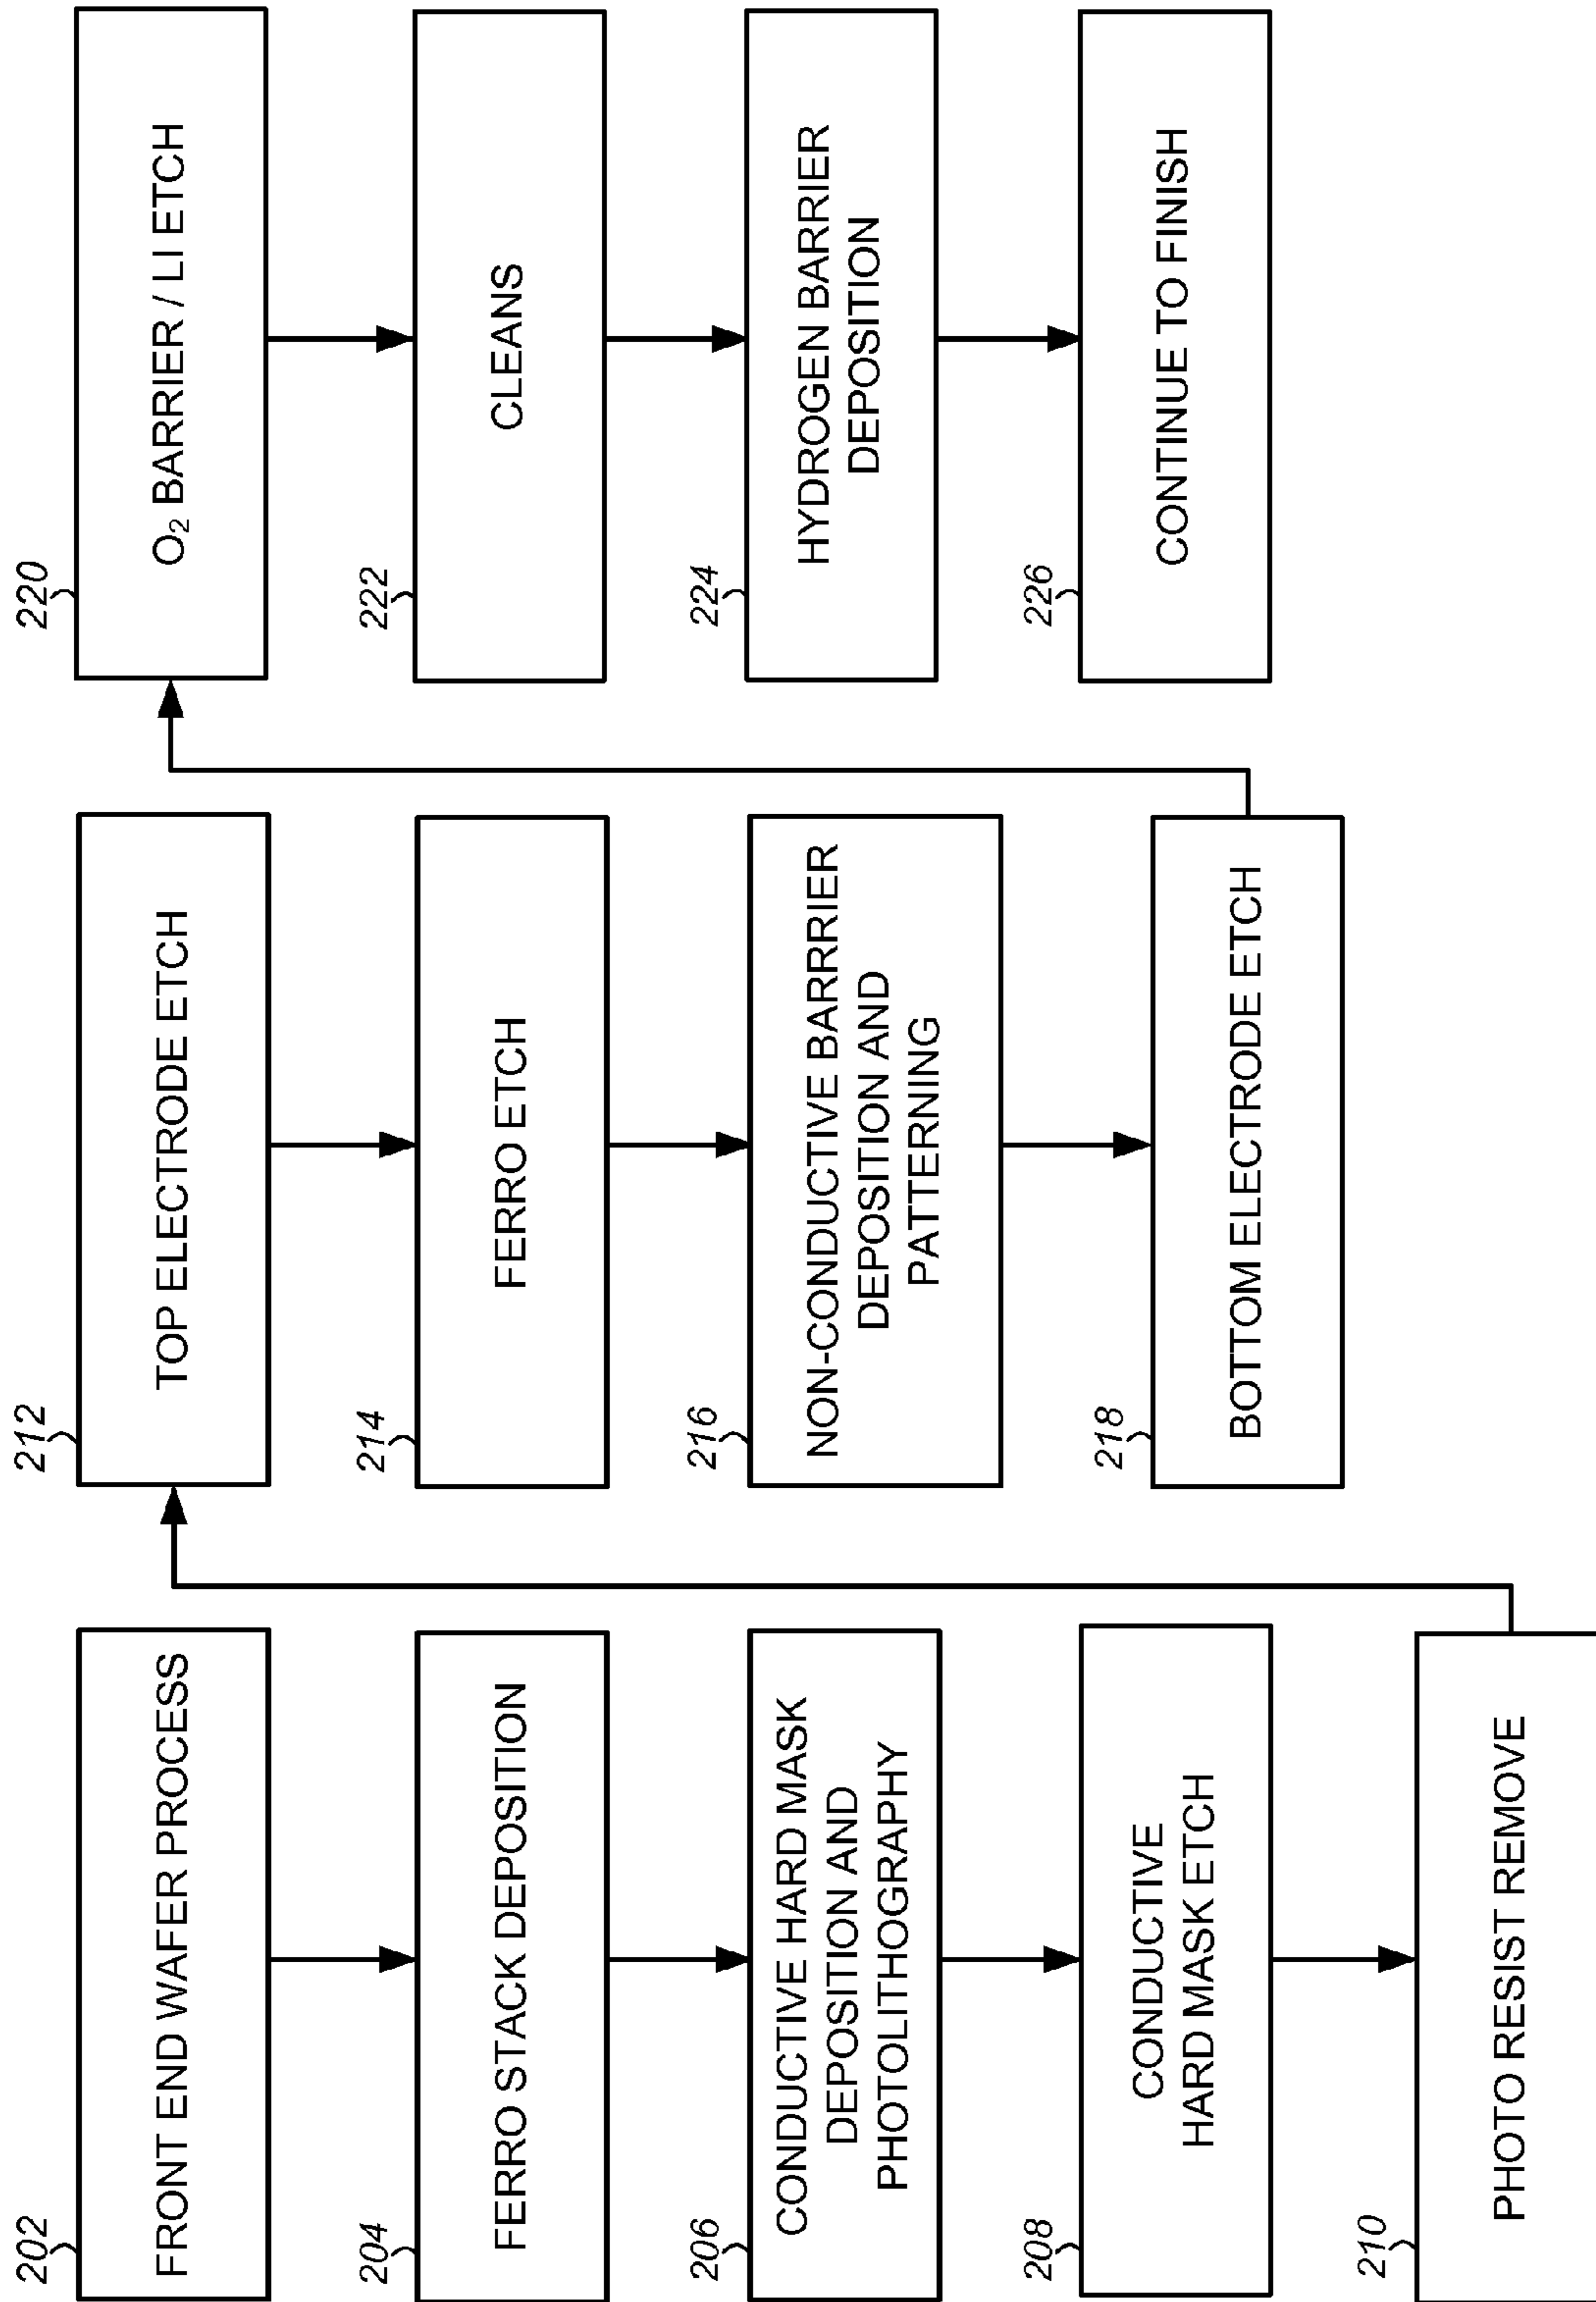 202
FRONT END WAFER PROCESS
204
FERRO STACK DEPOSITION
206
CONDUCTIVE HARD MASK
DEPOSITION AND
PHOTOLITHOGRAPHY
208
CONDUCTIVE
HARD MASK ETCH
210
PHOTO RESIST REMOVE
212
TOP ELECTRODE ETCH
214
FERRO ETCH
216
NON-CONDUCTIVE BARRRIER
DEPOSITION AND
PATTERNING
218
BOTTOM ELECTRODE ETCH
220
O₂ BARRIER / LI ETCH
222
CLEANS
224
HYDROGEN BARRIER
DEPOSITION
226
CONTINUE TO FINISH